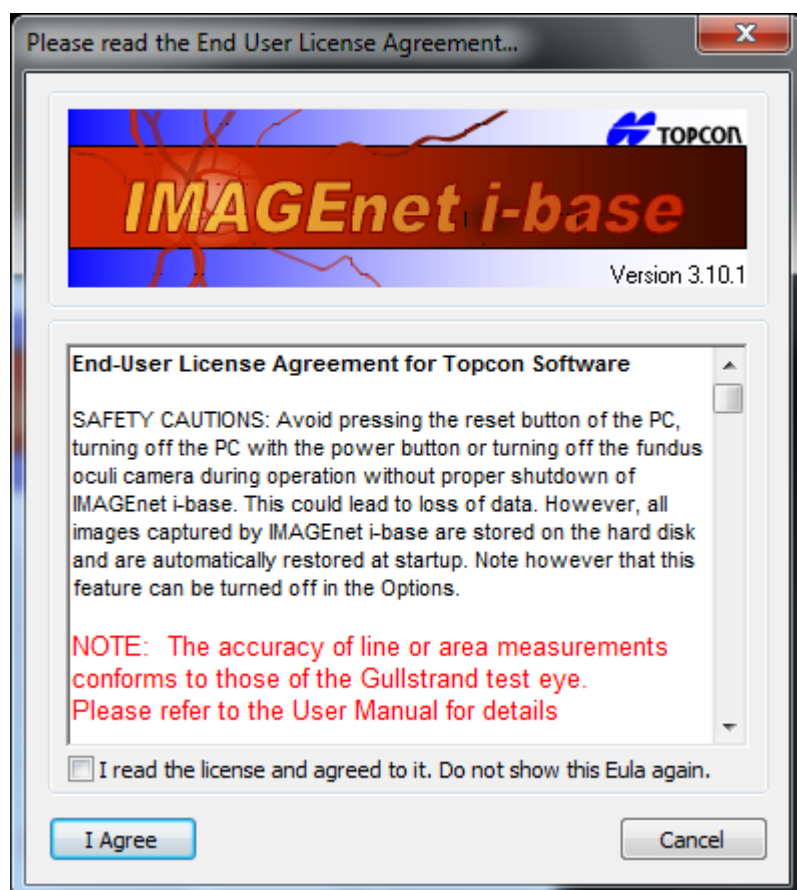 Please read the End User License Agreement...
TOPCON
IMAGEnet i-base
Version 3.10.1
End-User License Agreement for Topcon Software
SAFETY CAUTIONS: Avoid pressing the reset button of the PC,
turning off the PC with the power button or turning off the fundus
oculi camera during operation without proper shutdown of
IMAGEnet i-base. This could lead to loss of data. However, all
images captured by IMAGEnet i-base are stored on the hard disk
and are automatically restored at startup. Note however that this
feature can be turned off in the Options.
NOTE: The accuracy of line or area measurements
conforms to those of the Gullstrand test eye.
Please refer to the User Manual for details
I read the license and agreed to it. Do not show this Eula again.
I Agree
Cancel